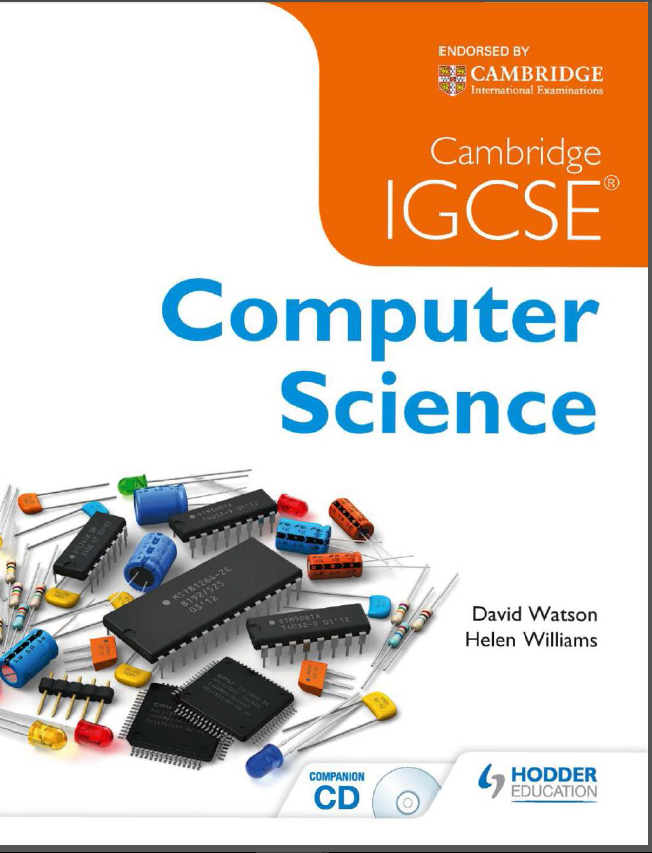 ENDORSED BY
CAMBRIDGE
International Examinations
Cambridge
IGCSE®
Computer
Science
David Watson
Helen Williams
COMPANION
CD
HODDER
EDUCATION